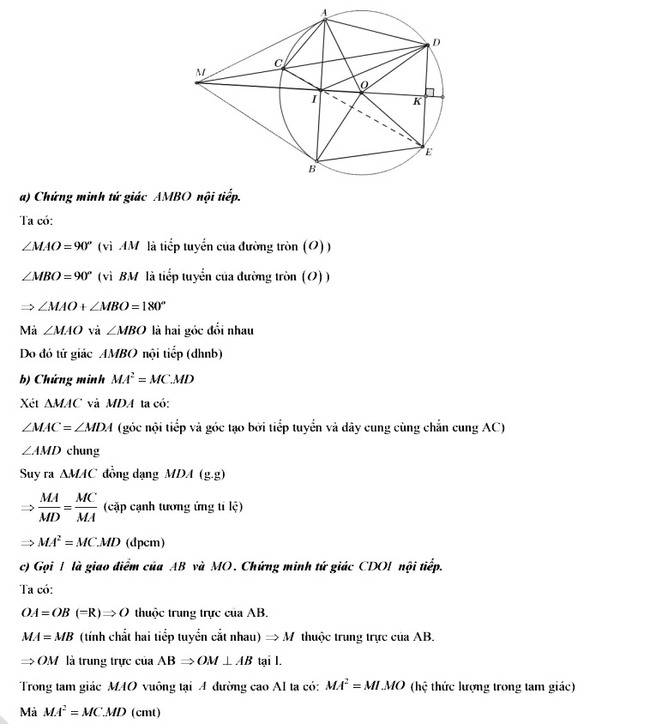 A
D
C
M
I
O
K
B
E
a) Chứng minh tứ giác AMBO nội tiếp.
Ta có:
∠MAO = 90° (vì AM là tiếp tuyến của đường tròn (O) )
∠MBO = 90° (vì BM là tiếp tuyến của đường tròn (O) )
⇒ ∠MAO + ∠MBO = 180°
Mà ∠MAO và ∠MBO là hai góc đối nhau
Do đó tứ giác AMBO nội tiếp (dhnb)
b) Chứng minh MA² = MC.MD
Xét ΔMAC và MDA ta có:
∠MAC = ∠MDA (góc nội tiếp và góc tạo bởi tiếp tuyến và dây cung cùng chắn cung AC)
∠AMD chung
Suy ra ΔMAC đồng dạng MDA (g.g)
⇒ MA/MD = MC/MA (cặp cạnh tương ứng tỉ lệ)
⇒ MA² = MC.MD (đpcm)
c) Gọi I là giao điểm của AB và MO. Chứng minh tứ giác CDOI nội tiếp.
Ta có:
OA = OB (=R) ⇒ O thuộc trung trực của AB.
MA = MB (tính chất hai tiếp tuyến cắt nhau) ⇒ M thuộc trung trực của AB.
⇒ OM là trung trực của AB ⇒ OM ⊥ AB tại I.
Trong tam giác MAO vuông tại A đường cao AI ta có: MA² = MI.MO (hệ thức lượng trong tam giác)
Mà MA² = MC.MD (cmt)